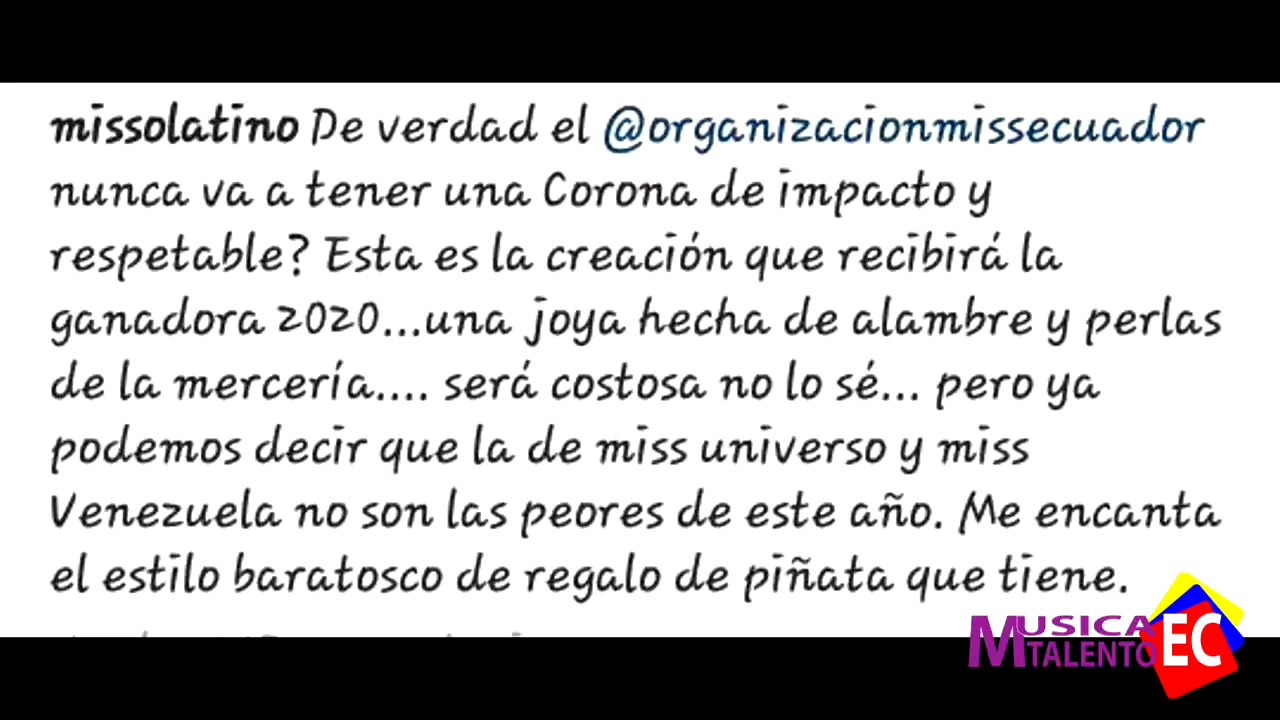 missolatino De verdad el @organizacionmissecuador
nunca va a tener una Corona de impacto y
respetable? Esta es la creación que recibirá la
ganadora 2020...una joya hecha de alambre y perlas
de la mercería.... será costosa no lo sé... pero ya
podemos decir que la de miss universo y miss
Venezuela no son las peores de este año. Me encanta
el estilo baratosco de regalo de piñata que tiene.
MUSICA
TALENTO EC